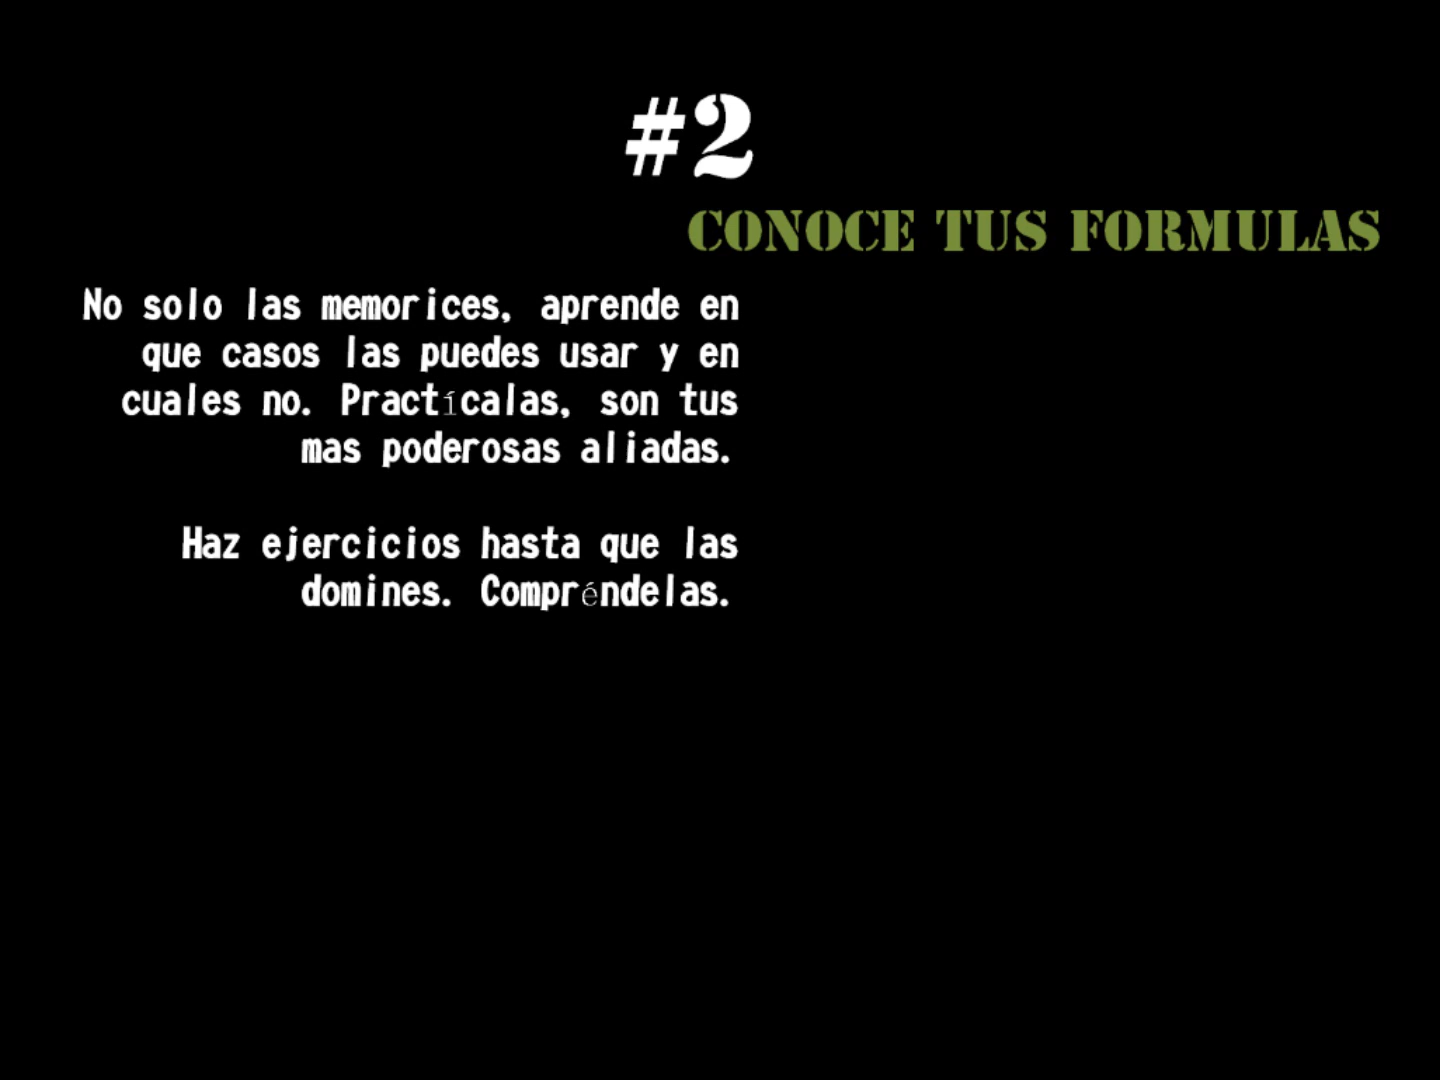 #2
CONOCE TUS FORMULAS
No solo las memorices, aprende en
que casos las puedes usar y en
cuales no. Practícalas, son tus
mas poderosas aliadas.
Haz ejercicios hasta que las
domines. Compréndelas.